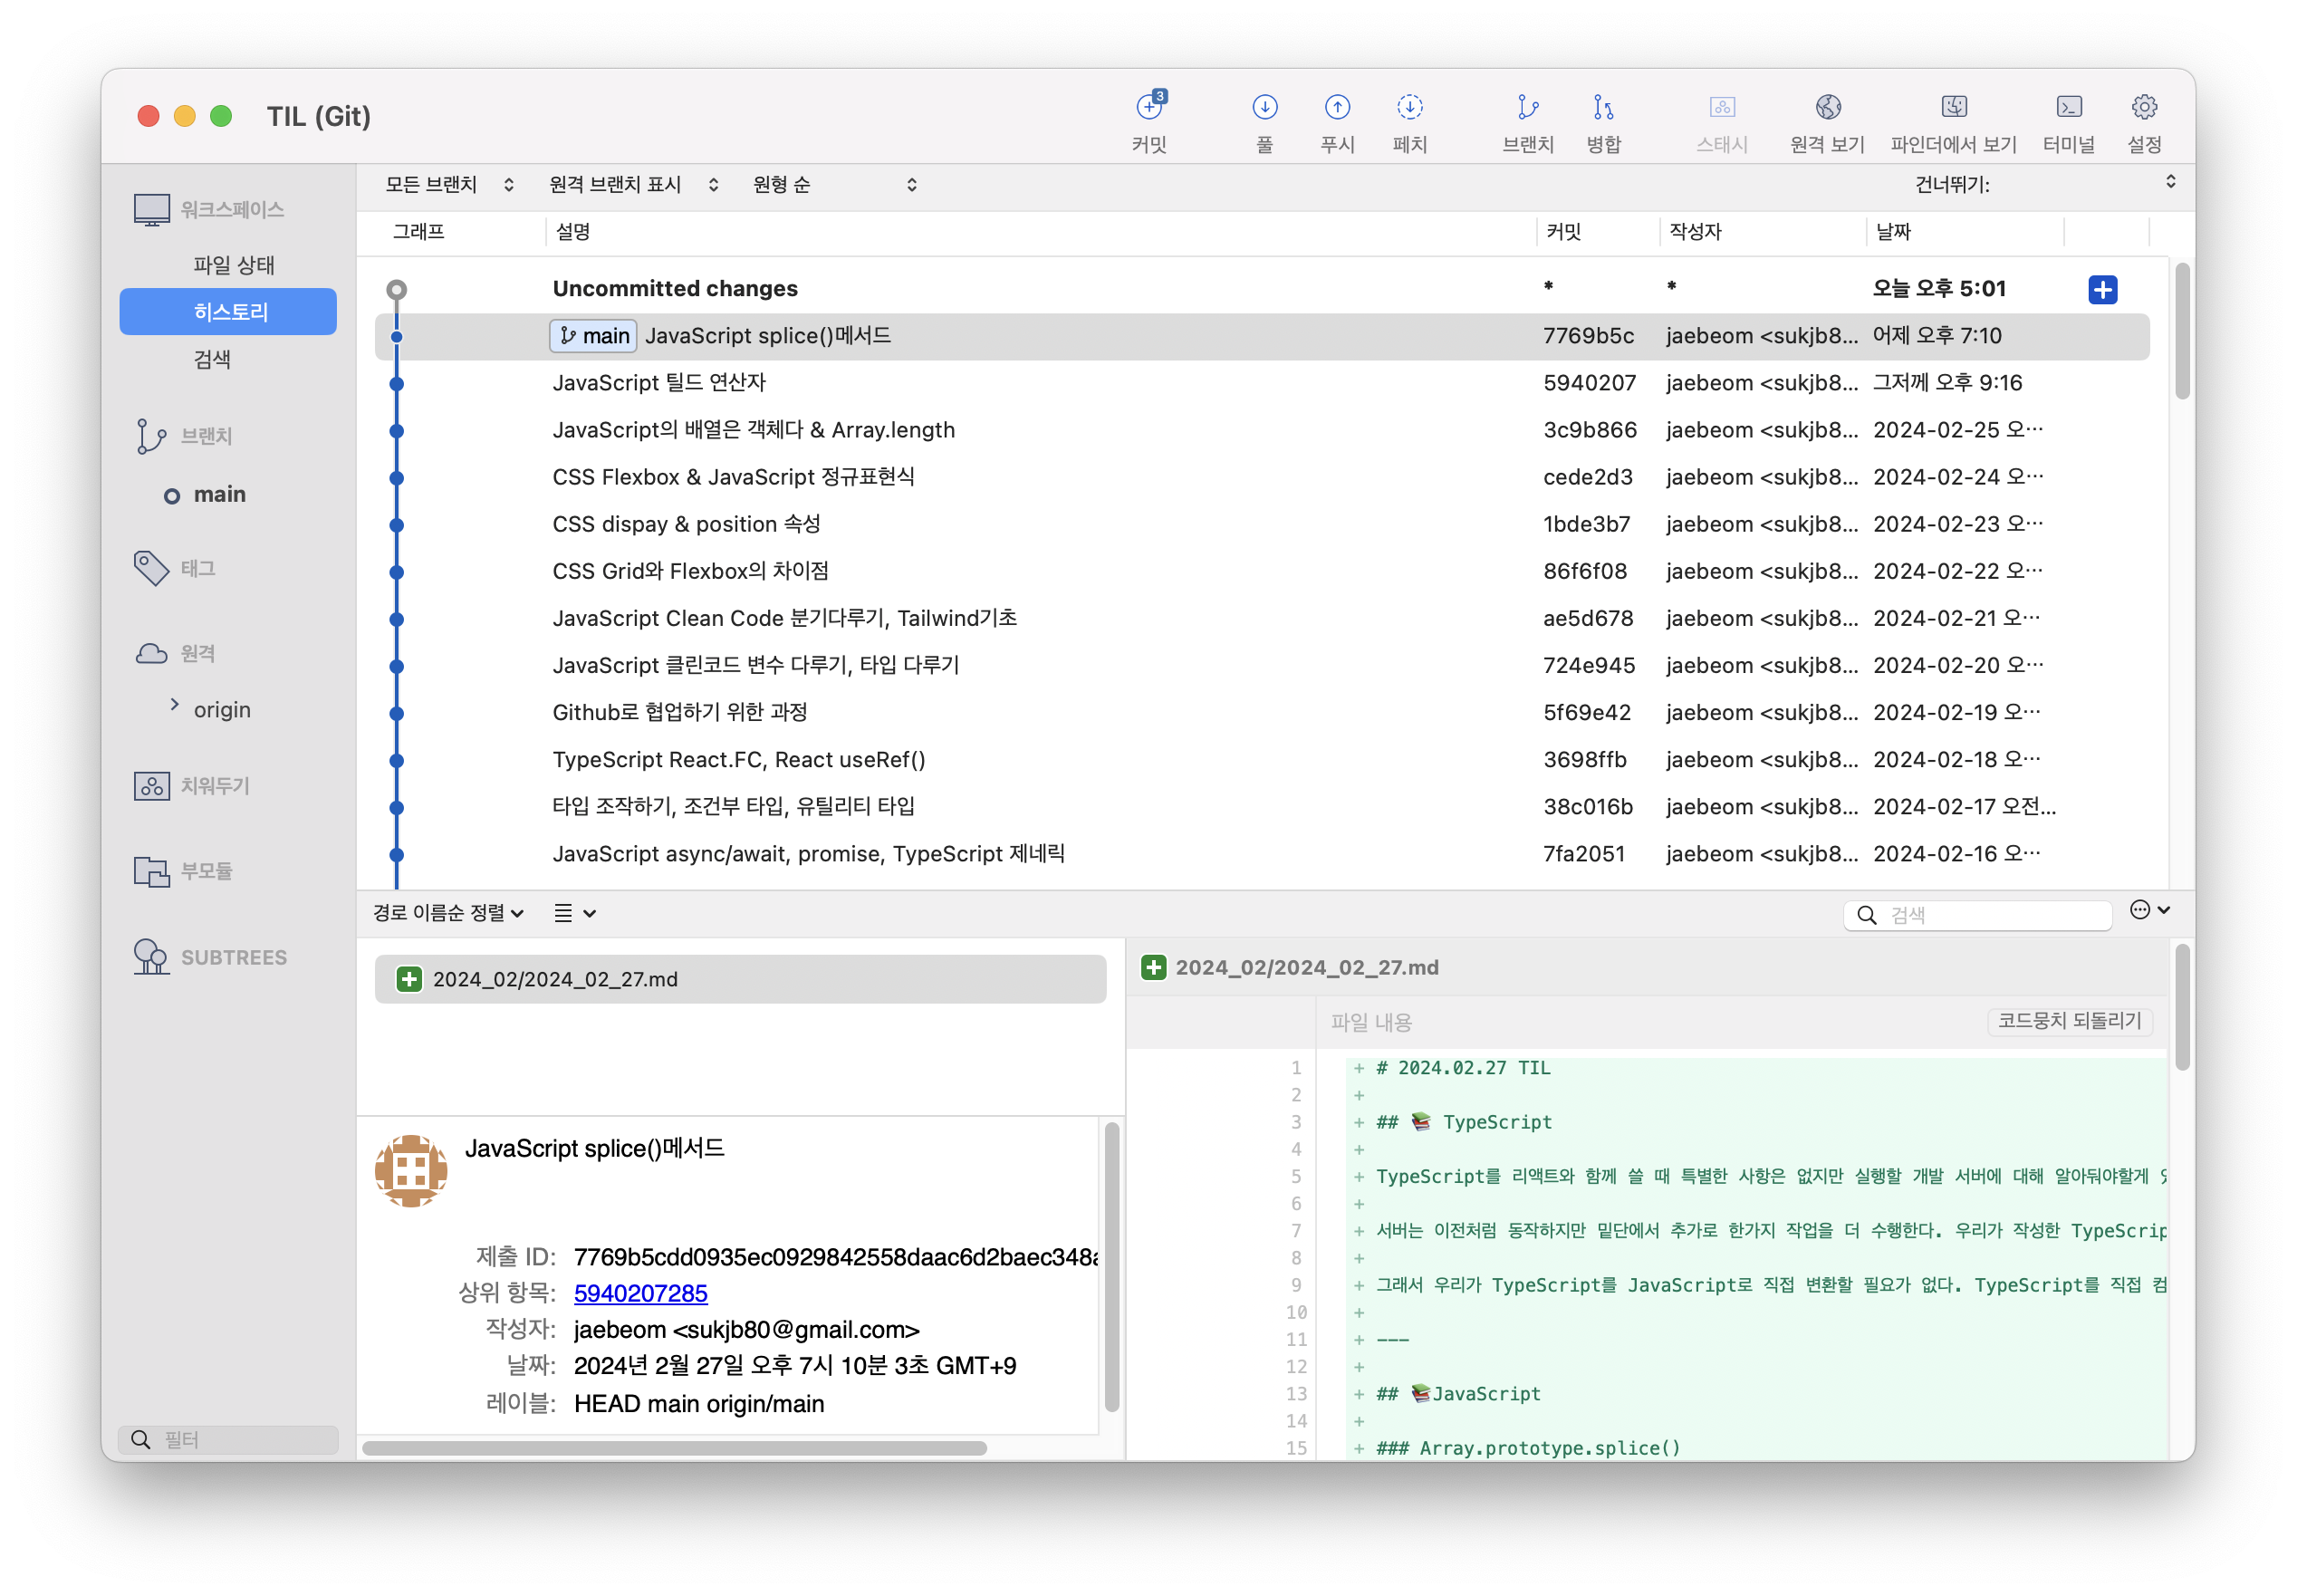 TIL (Git)
3
커밋
풀
푸시
페치
브랜치
병합
스태시
원격 보기
파인더에서 보기
터미널
설정
워크스페이스
파일 상태
히스토리
검색
브랜치
main
태그
원격
origin
치워두기
부모듈
SUBTREES
필터
모든 브랜치 원격 브랜치 표시 원형 순 건너뛰기:
그래프 설명 커밋 작성자 날짜
Uncommitted changes * * 오늘 오후 5:01
main JavaScript splice()메서드 7769b5c jaebeom <sukjb8... 어제 오후 7:10
JavaScript 틸드 연산자 5940207 jaebeom <sukjb8... 그저께 오후 9:16
JavaScript의 배열은 객체다 & Array.length 3c9b866 jaebeom <sukjb8... 2024-02-25 오…
CSS Flexbox & JavaScript 정규표현식 cede2d3 jaebeom <sukjb8... 2024-02-24 오…
CSS dispay & position 속성 1bde3b7 jaebeom <sukjb8... 2024-02-23 오…
CSS Grid와 Flexbox의 차이점 86f6f08 jaebeom <sukjb8... 2024-02-22 오…
JavaScript Clean Code 분기다루기, Tailwind기초 ae5d678 jaebeom <sukjb8... 2024-02-21 오…
JavaScript 클린코드 변수 다루기, 타입 다루기 724e945 jaebeom <sukjb8... 2024-02-20 오…
Github로 협업하기 위한 과정 5f69e42 jaebeom <sukjb8... 2024-02-19 오…
TypeScript React.FC, React useRef() 3698ffb jaebeom <sukjb8... 2024-02-18 오…
타입 조작하기, 조건부 타입, 유틸리티 타입 38c016b jaebeom <sukjb8... 2024-02-17 오전...
JavaScript async/await, promise, TypeScript 제네릭 7fa2051 jaebeom <sukjb8... 2024-02-16 오…
경로 이름순 정렬
검색
2024_02/2024_02_27.md
JavaScript splice()메서드
제출 ID: 7769b5cdd0935ec0929842558daac6d2baec348
상위 항목: 5940207285
작성자: jaebeom <sukjb80@gmail.com>
날짜: 2024년 2월 27일 오후 7시 10분 3초 GMT+9
레이블: HEAD main origin/main
2024_02/2024_02_27.md
파일 내용 코드뭉치 되돌리기
1 + # 2024.02.27 TIL
2 +
3 + ## 📚 TypeScript
4 +
5 + TypeScript를 리액트와 함께 쓸 때 특별한 사항은 없지만 실행할 개발 서버에 대해 알아둬야할게
6 +
7 + 서버는 이전처럼 동작하지만 밑단에서 추가로 한가지 작업을 더 수행한다. 우리가 작성한 TypeScrip
8 +
9 + 그래서 우리가 TypeScript를 JavaScript로 직접 변환할 필요가 없다. TypeScript를 직접 컴
10 +
11 + ---
12 +
13 + ## 📚JavaScript
14 +
15 + ### Array.prototype.splice()